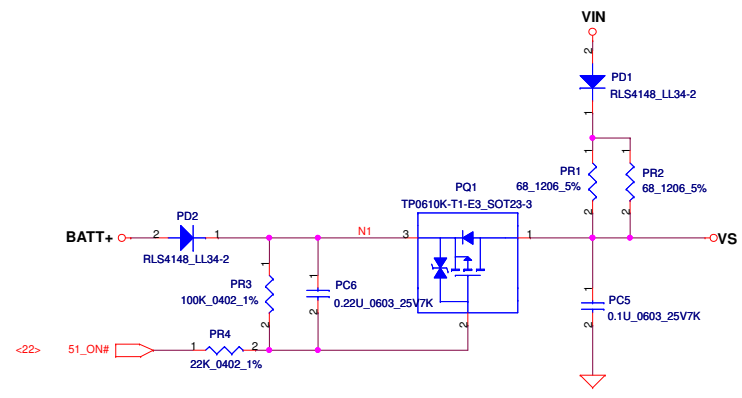 VIN
2
PD1
RLS4148_LL34-2
1
1
1
PR1
68_1206_5%
PR2
68_1206_5%
2
2
PQ1
TP0610K-T1-E3_SOT23-3
BATT+
2
PD2
1
RLS4148_LL34-2
N1
3
1
VS
1
PR3
100K_0402_1%
2
1
PC6
0.22U_0603_25V7K
2
2
1
PC5
0.1U_0603_25V7K
2
<22>
51_ON#
1
PR4
2
22K_0402_1%